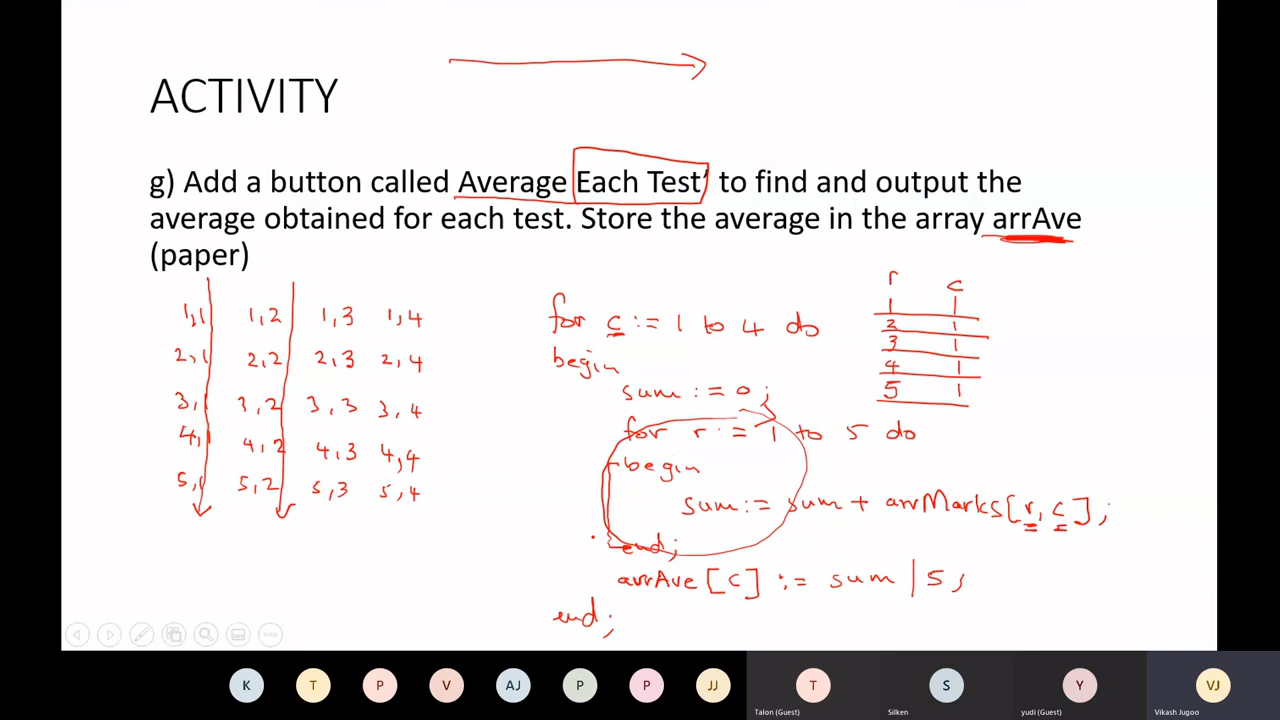 ACTIVITY
g) Add a button called Average Each Test’ to find and output the
average obtained for each test. Store the average in the array arrAve
(paper)
1,1 1,2 1,3 1,4
2,1 2,2 2,3 2,4
3,1 3,2 3,3 3,4
4,1 4,2 4,3 4,4
5,1 5,2 5,3 5,4
for c := 1 to 4 do
begin
sum := 0;
for r := 1 to 5 do
begin
sum := sum + arrMarks[r, c];
end;
arrAve [c] := sum | 5;
end;
r c
1 1
2 1
3 1
4 1
5 1
K T P V AJ P P JJ T S Y VJ
Talon (Guest) Silken yudi (Guest) Vikash Jugoo